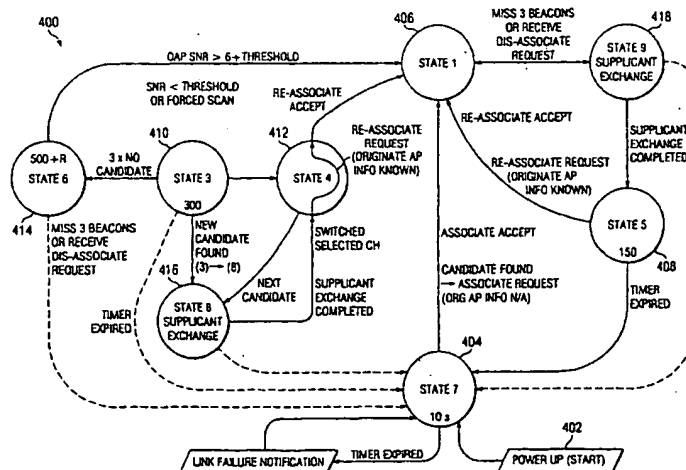 400
OAP SNR > 6 + THRESHOLD
406
STATE 1
MISS 3 BEACONS
OR RECEIVE
DIS-ASSOCIATE
REQUEST
418
STATE 9
SUPPLICANT
EXCHANGE
SNR < THRESHOLD
OR FORCED SCAN
RE-ASSOCIATE
ACCEPT
410
412
500 + R
STATE 6
414
3 x NO
CANDIDATE
STATE 3
300
STATE 4
RE-ASSOCIATE
REQUEST
(ORIGINATE AP
INFO KNOWN)
RE-ASSOCIATE ACCEPT
RE-ASSOCIATE REQUEST
(ORIGINATE AP
INFO KNOWN)
SUPPLICANT
EXCHANGE
COMPLETED
STATE 5
150
408
MISS 3 BEACONS
OR RECEIVE
DIS-ASSOCIATE
REQUEST
NEW
CANDIDATE
FOUND
(3) → (8)
416
SWITCHED
SELECTED CH
ASSOCIATE ACCEPT
NEXT
CANDIDATE
SUPPLICANT
EXCHANGE
COMPLETED
CANDIDATE FOUND
→ ASSOCIATE REQUEST
(ORG AP INFO N/A)
TIMER
EXPIRED
TIMER
EXPIRED
STATE 8
SUPPLICANT
EXCHANGE
404
STATE 7
10 s
LINK FAILURE NOTIFICATION
TIMER EXPIRED
402
POWER UP (START)